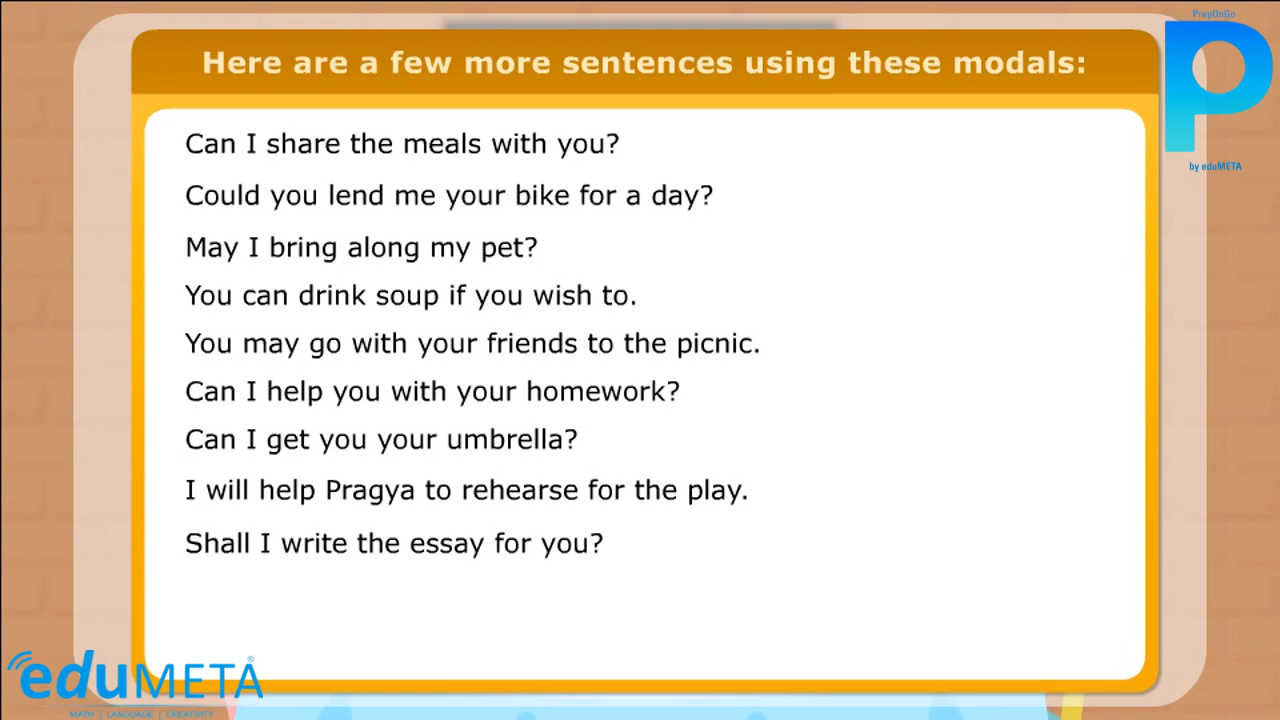 PrepOnGo
Here are a few more sentences using these modals:
P
by eduMETA
Can I share the meals with you?
Could you lend me your bike for a day?
May I bring along my pet?
You can drink soup if you wish to.
You may go with your friends to the picnic.
Can I help you with your homework?
Can I get you your umbrella?
I will help Pragya to rehearse for the play.
Shall I write the essay for you?
eduMETA®
MATH | LANGUAGE | CREATIVITY